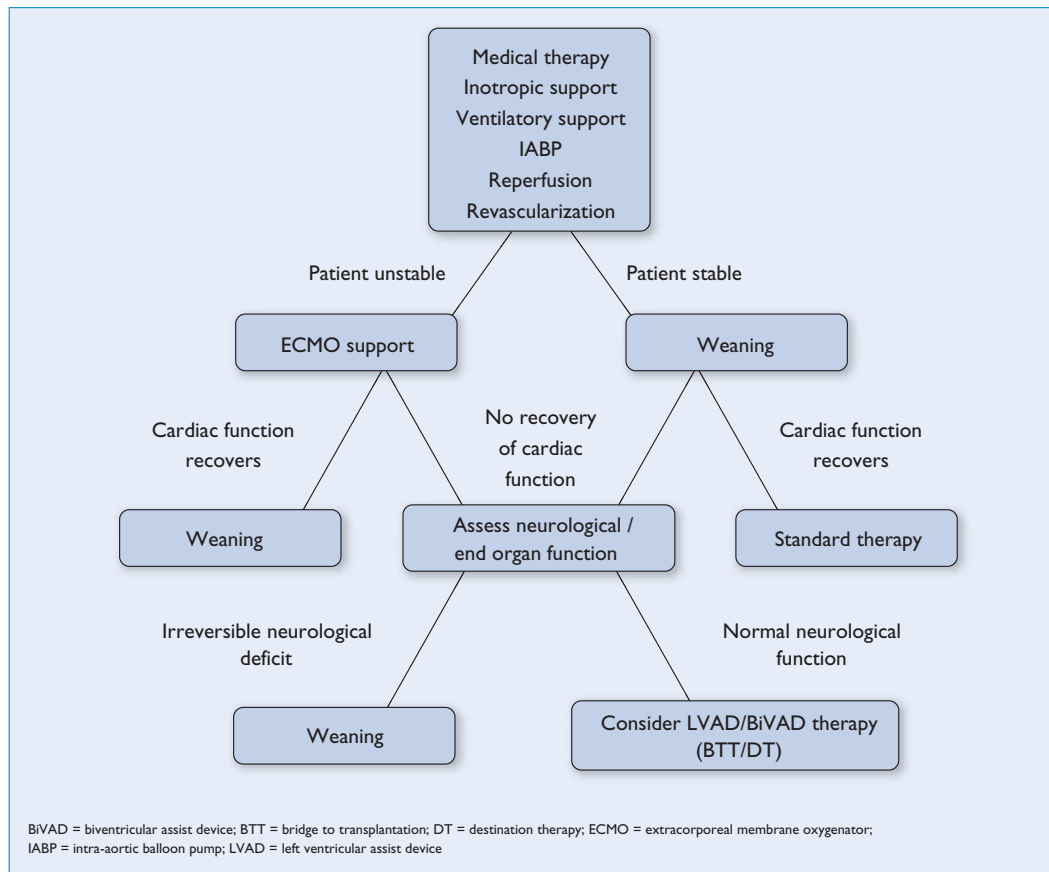 Medical therapy
Inotropic support
Ventilatory support
IABP
Reperfusion
Revascularization
Patient unstable
Patient stable
ECMO support
Weaning
Cardiac function
recovers
No recovery
of cardiac
function
Cardiac function
recovers
Weaning
Assess neurological /
end organ function
Standard therapy
Irreversible neurological
deficit
Normal neurological
function
Weaning
Consider LVAD/BiVAD therapy
(BTT/DT)
BiVAD = biventricular assist device; BTT = bridge to transplantation; DT = destination therapy; ECMO = extracorporeal membrane oxygenator;
IABP = intra-aortic balloon pump; LVAD = left ventricular assist device